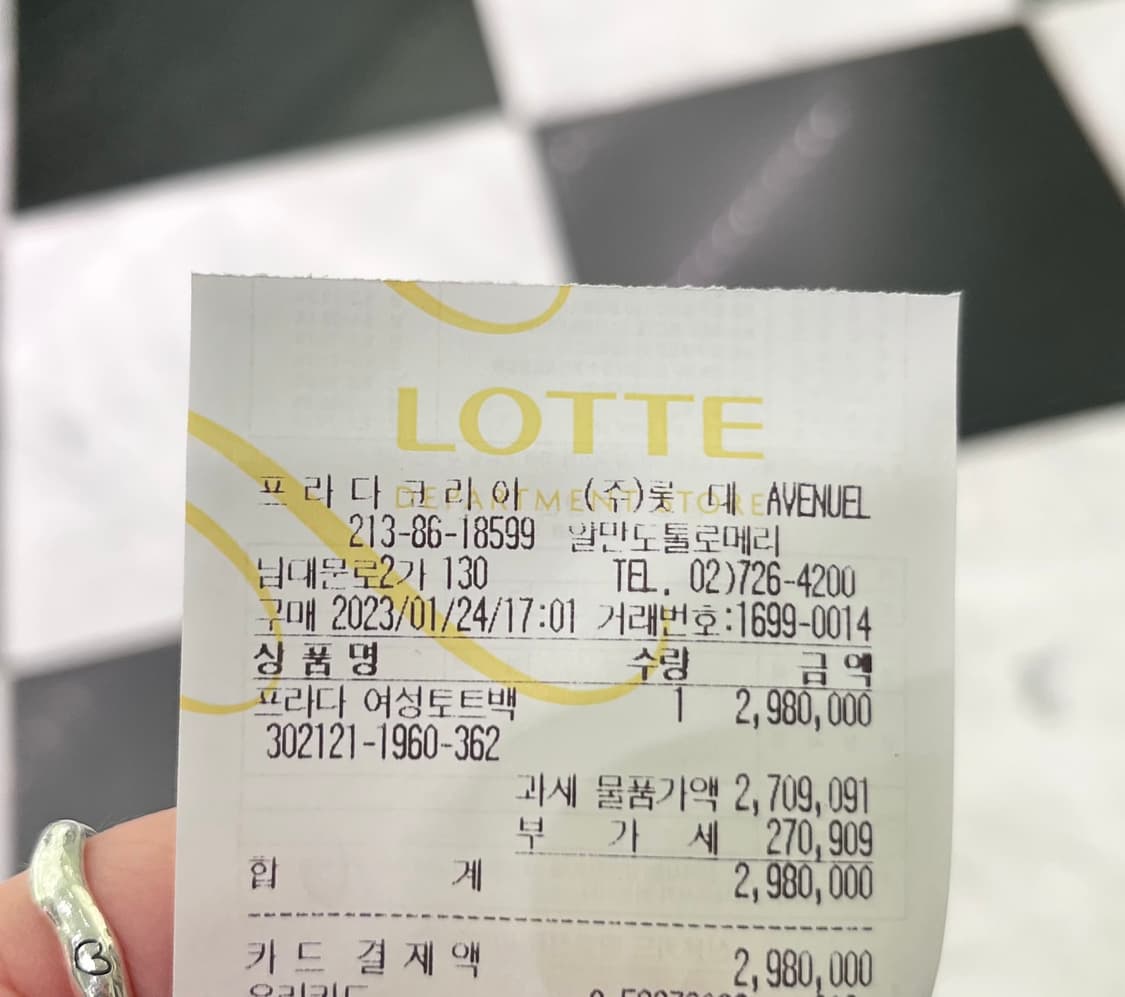 LOTTE
DEPARTMENT STORE
프라다코리아 (주)롯데 AVENUEL
213-86-18599 알만도톨로메리
남대문로2가 130 TEL. 02)726-4200
구매 2023/01/24/17:01 거래번호:1699-0014
상품명 수량 금액
프라다 여성토트백 1 2,980,000
302121-1960-362
과세 물품가액 2,709,091
부가세 270,909
합계 2,980,000
카드결제액 2,980,000
우리카드